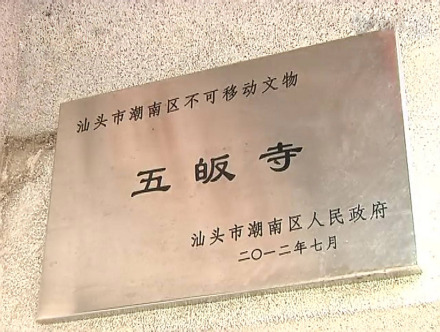 汕头市潮南区不可移动文物
五皈寺
汕头市潮南区人民政府
二〇一二年七月